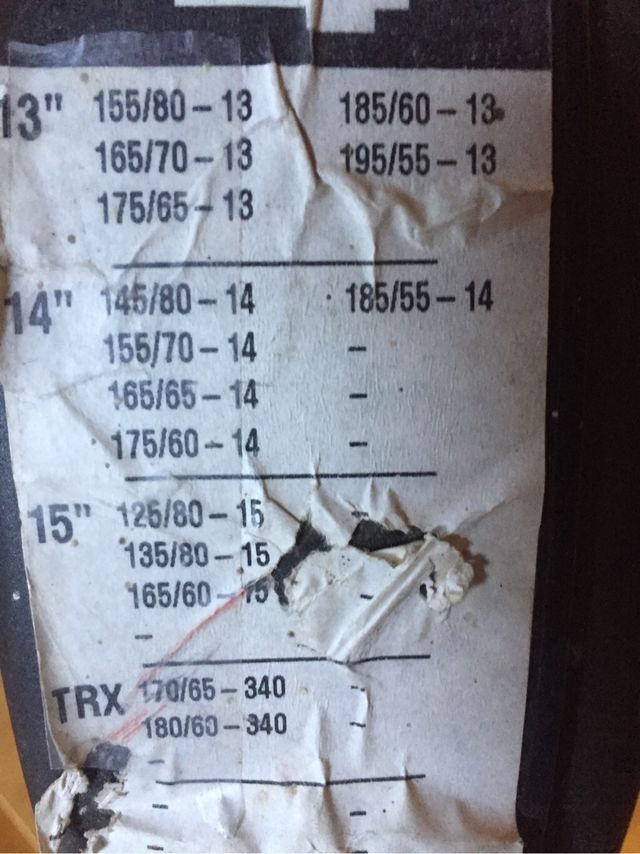 13" 155/80 – 13 185/60 – 13
165/70 – 13 195/55 – 13
175/65 – 13
14" 145/80 – 14 185/55 – 14
155/70 – 14 –
165/65 – 14 –
175/60 – 14 –
15" 125/80 – 15 –
135/80 – 15
165/60 – 15 –
–
TRX 170/65 – 340 –
180/60 – 340 –
–
– –
–